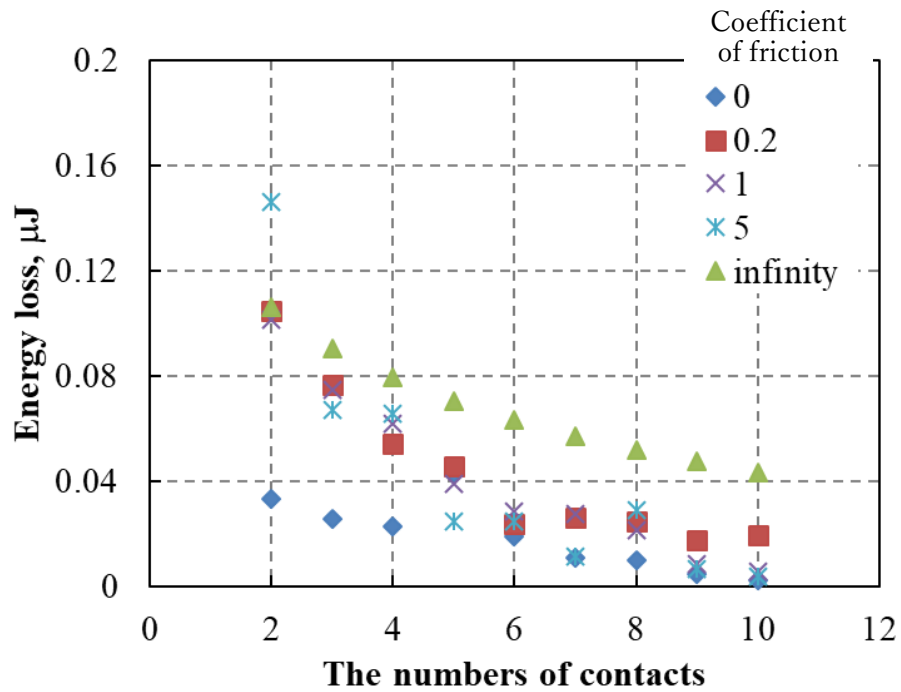 Coefficient
of friction
0
0.2
1
5
infinity
0.2
0.16
0.12
0.08
0.04
0
Energy loss, μJ
0 2 4 6 8 10 12
The numbers of contacts